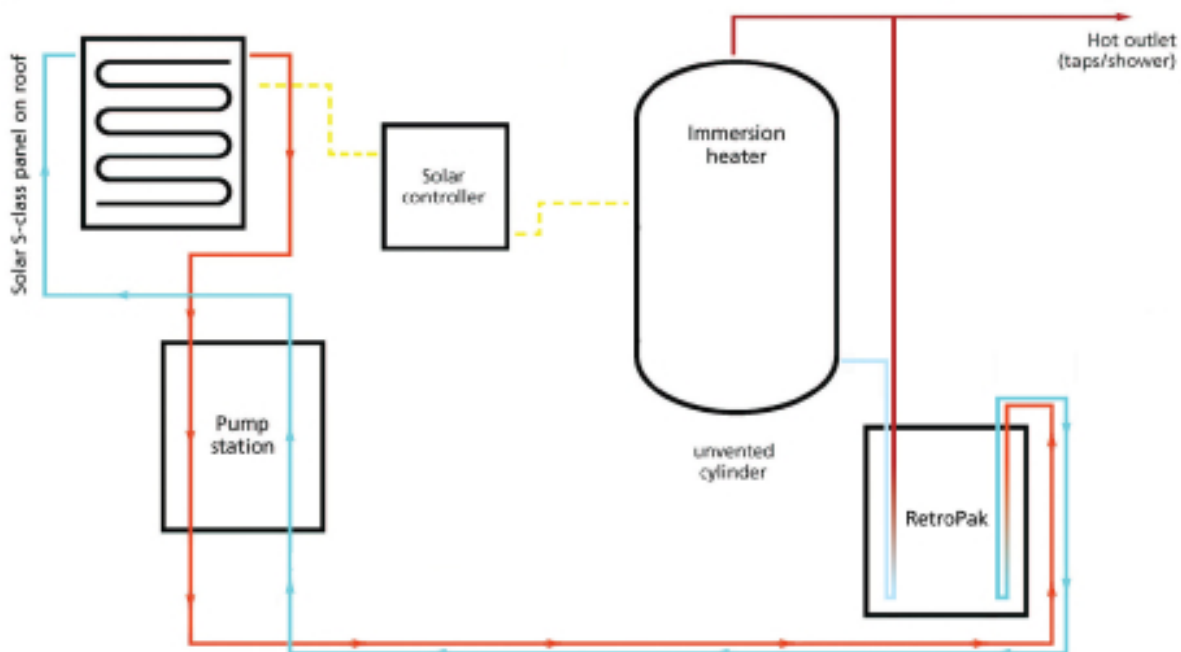 Solar S-class panel on roof
Hot outlet
(taps/shower)
Immersion
heater
Solar
controller
Pump
station
unvented
cylinder
RetroPak